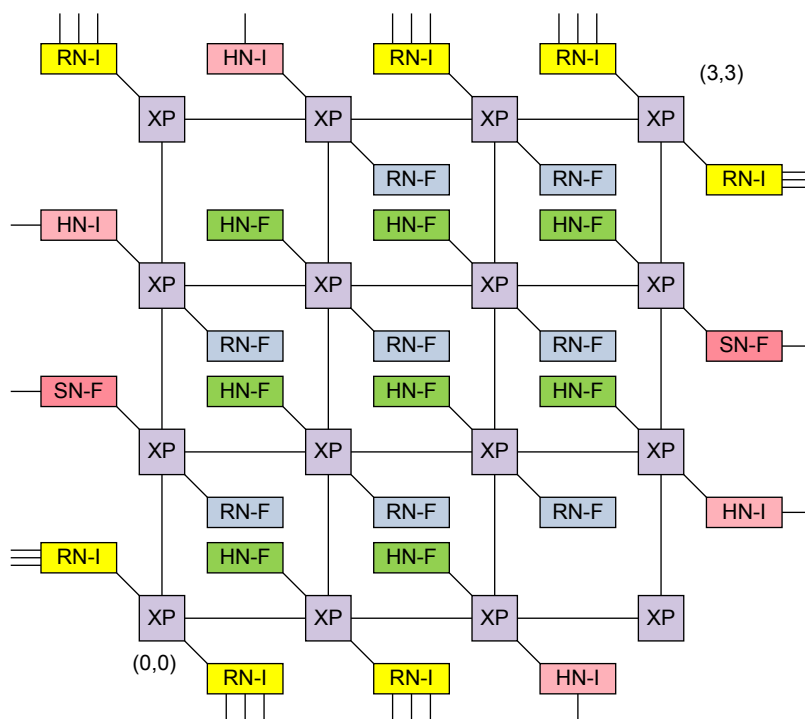 RN-I HN-I RN-I RN-I
(3,3)
XP XP XP XP
RN-F RN-F RN-I
HN-I HN-F HN-F HN-F
XP XP XP XP
RN-F RN-F RN-F SN-F
SN-F HN-F HN-F HN-F
XP XP XP XP
RN-F RN-F RN-F HN-I
RN-I HN-F HN-F
XP XP XP XP
(0,0)
RN-I RN-I HN-I